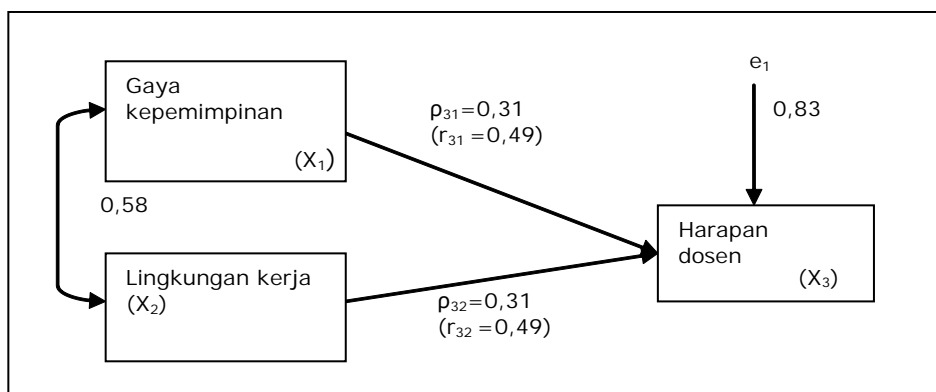 Gaya
kepemimpinan
(X₁)
0,58
Lingkungan kerja
(X₂)
ρ₃₁=0,31
(r₃₁ =0,49)
ρ₃₂=0,31
(r₃₂ =0,49)
e₁
0,83
Harapan
dosen
(X₃)